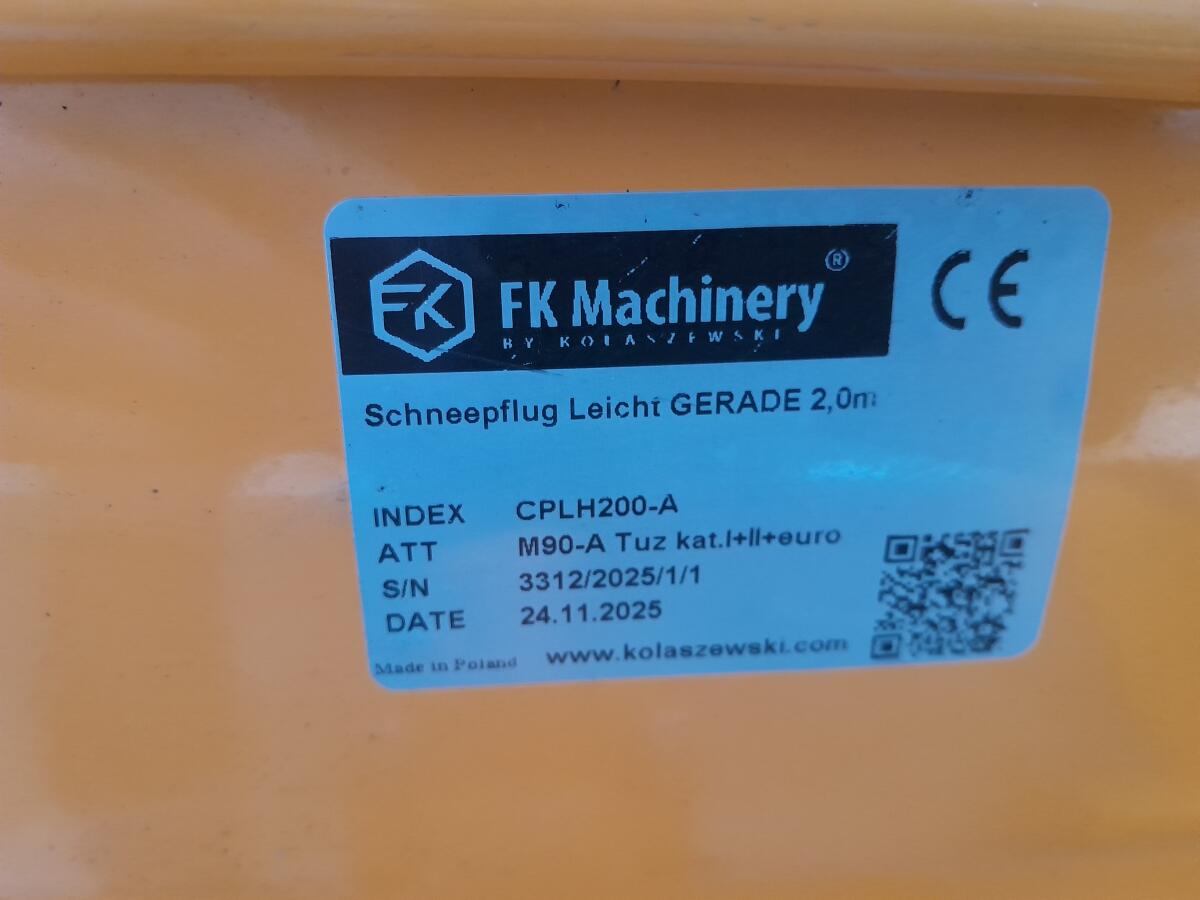 FK
FK Machinery ®
BY KOLASZEWSKI
CE
Schneepflug Leicht GERADE 2,0m
INDEX CPLH200-A
ATT M90-A Tuz kat.I+II+euro
S/N 3312/2025/1/1
DATE 24.11.2025
Made in Poland www.kolaszewski.com